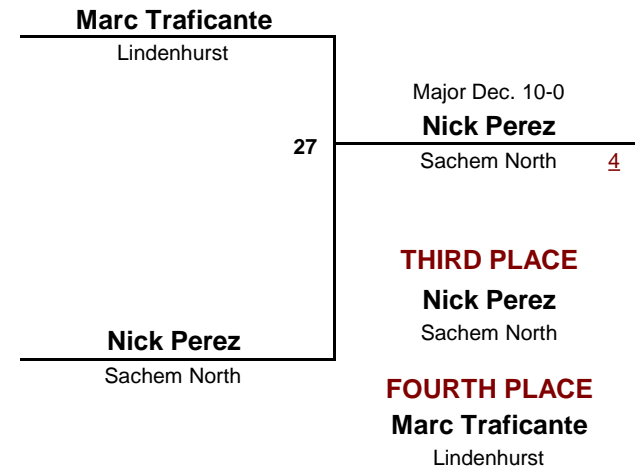 Marc Traficante
Lindenhurst
Major Dec. 10-0
Nick Perez
27
Sachem North 4
THIRD PLACE
Nick Perez
Sachem North
Nick Perez
Sachem North
FOURTH PLACE
Marc Traficante
Lindenhurst